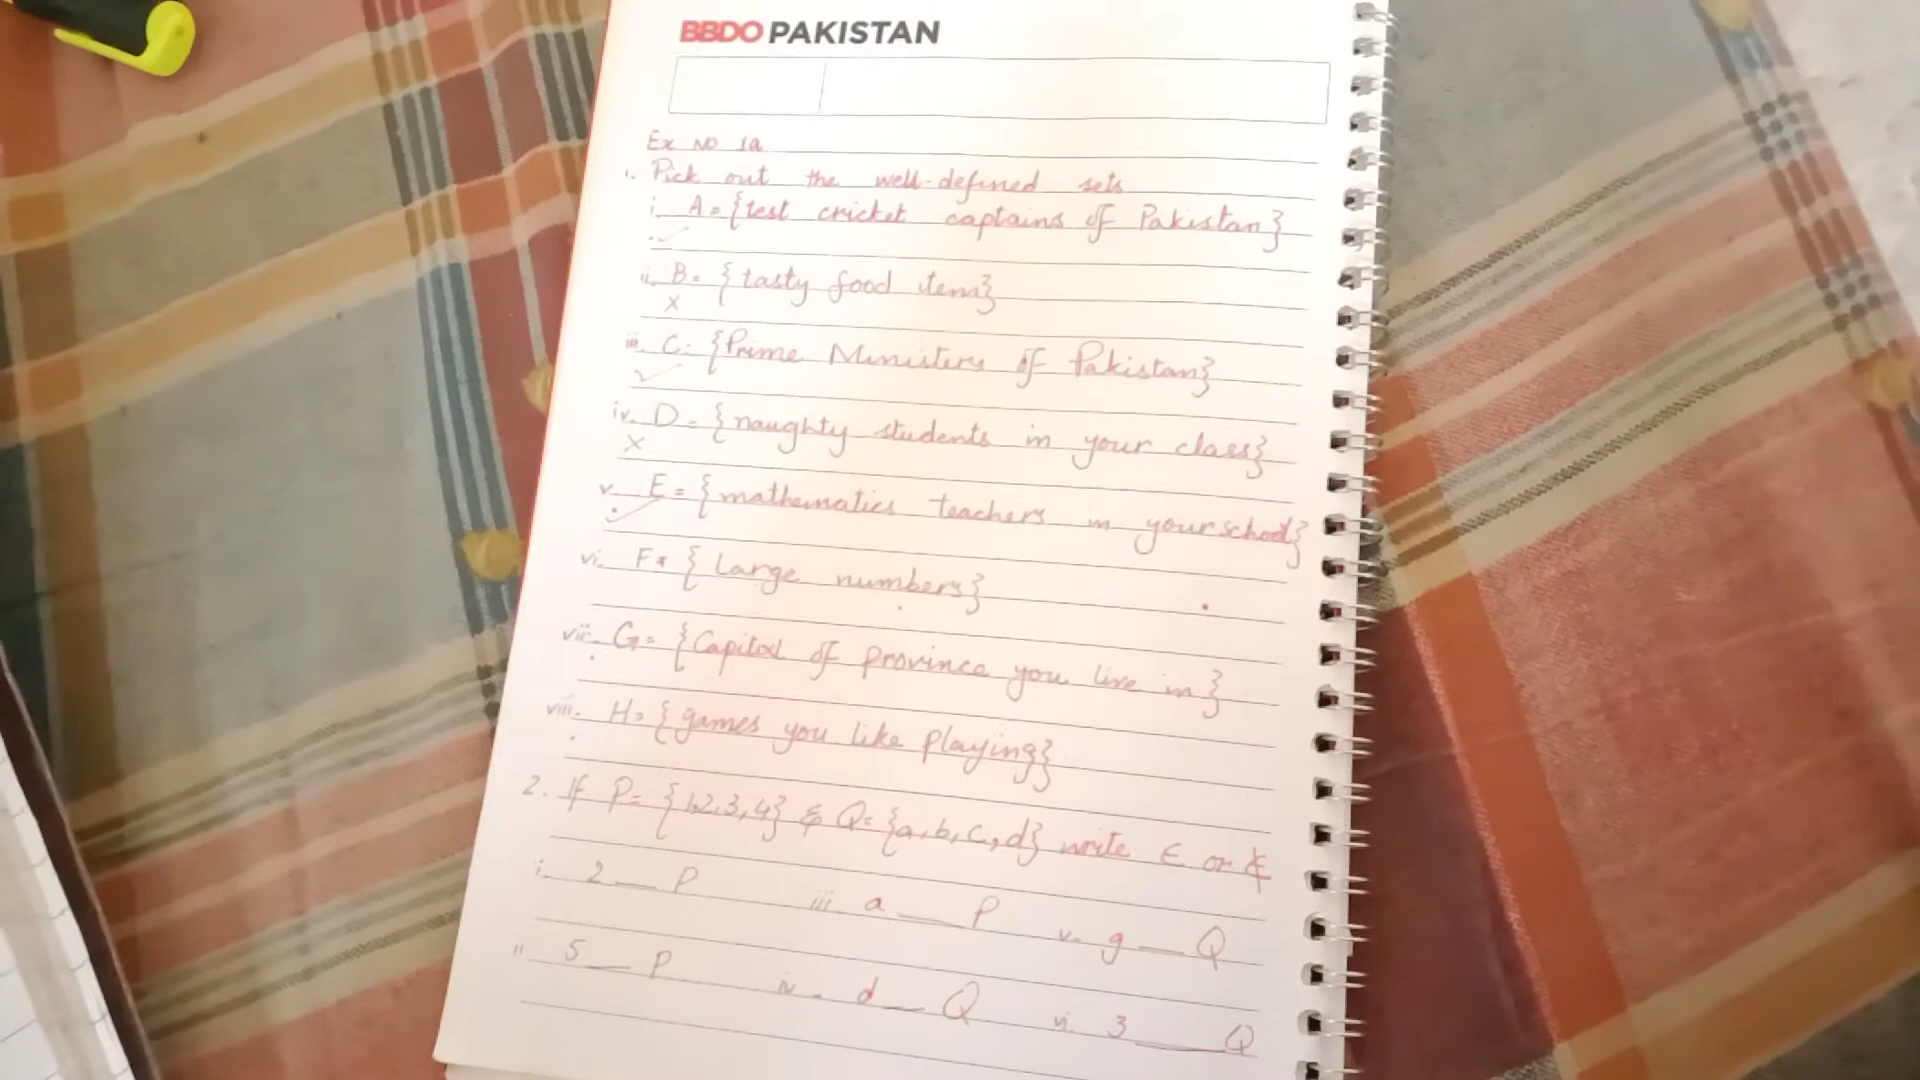 BBDO PAKISTAN
Ex NO 1a
1. Pick out the well-defined sets
i. A = {test cricket captains of Pakistan}
✓
ii. B = {tasty food item}
x
iii. C = {Prime Ministers of Pakistan}
✓
iv. D = {naughty students in your class}
x
v. E = {mathematics teachers in your school}
✓
vi. F = {Large numbers}
vii. G = {Capital of province you live in}
viii. H = {games you like playing}
2. If P = {1,2,3,4} & Q = {a,b,c,d} write ∈ or ∉
i. 2 __ P iii a __ P v. g __ Q
ii 5 __ P iv. d __ Q vi. 3 __ Q